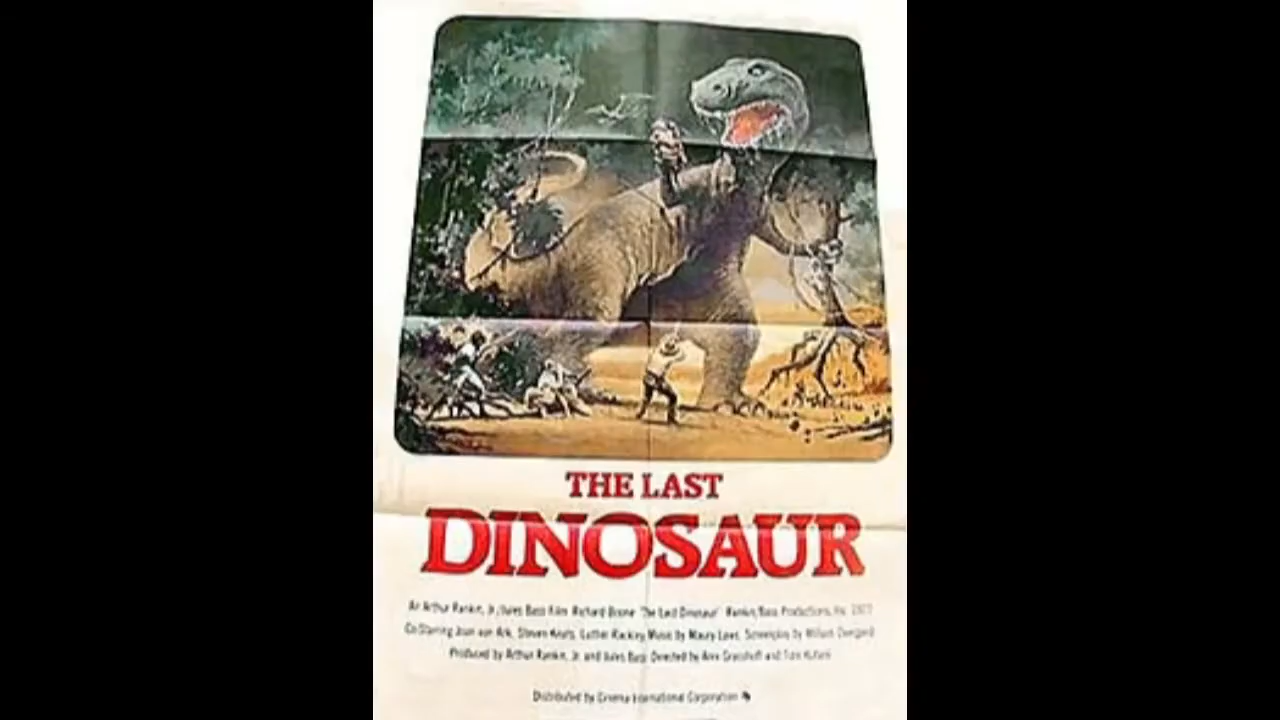 THE LAST
DINOSAUR
An Arthur Rankin, Jr./Jules Bass Film Richard Boone "The Last Dinosaur" Rankin/Bass Productions, Inc. 1977
Co-Starring Joan van Ark, Steven Keats, Luther Rackley, Music by Maury Laws, Screenplay by William Overgard
Produced by Arthur Rankin, Jr. and Jules Bass Directed by Alex Grasshoff and Tom Kotani
Distributed by Cinema International Corporation